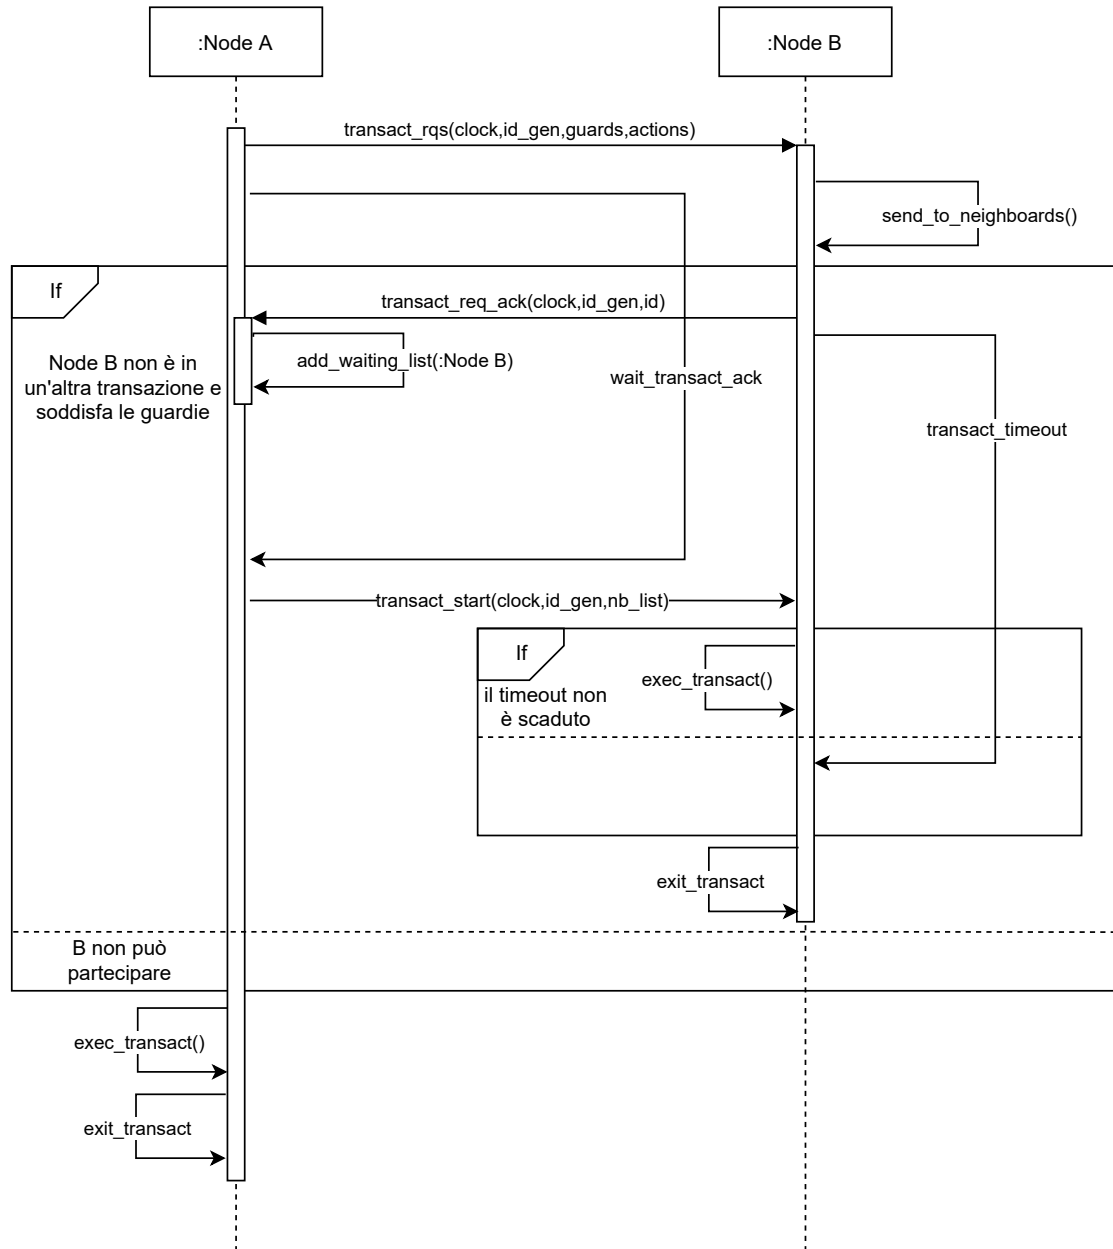 :Node A
:Node B
transact_rqs(clock,id_gen,guards,actions)
send_to_neighboards()
If
transact_req_ack(clock,id_gen,id)
Node B non è in
un'altra transazione e
soddisfa le guardie
add_waiting_list(:Node B)
wait_transact_ack
transact_timeout
transact_start(clock,id_gen,nb_list)
If
il timeout non
è scaduto
exec_transact()
exit_transact
B non può
partecipare
exec_transact()
exit_transact